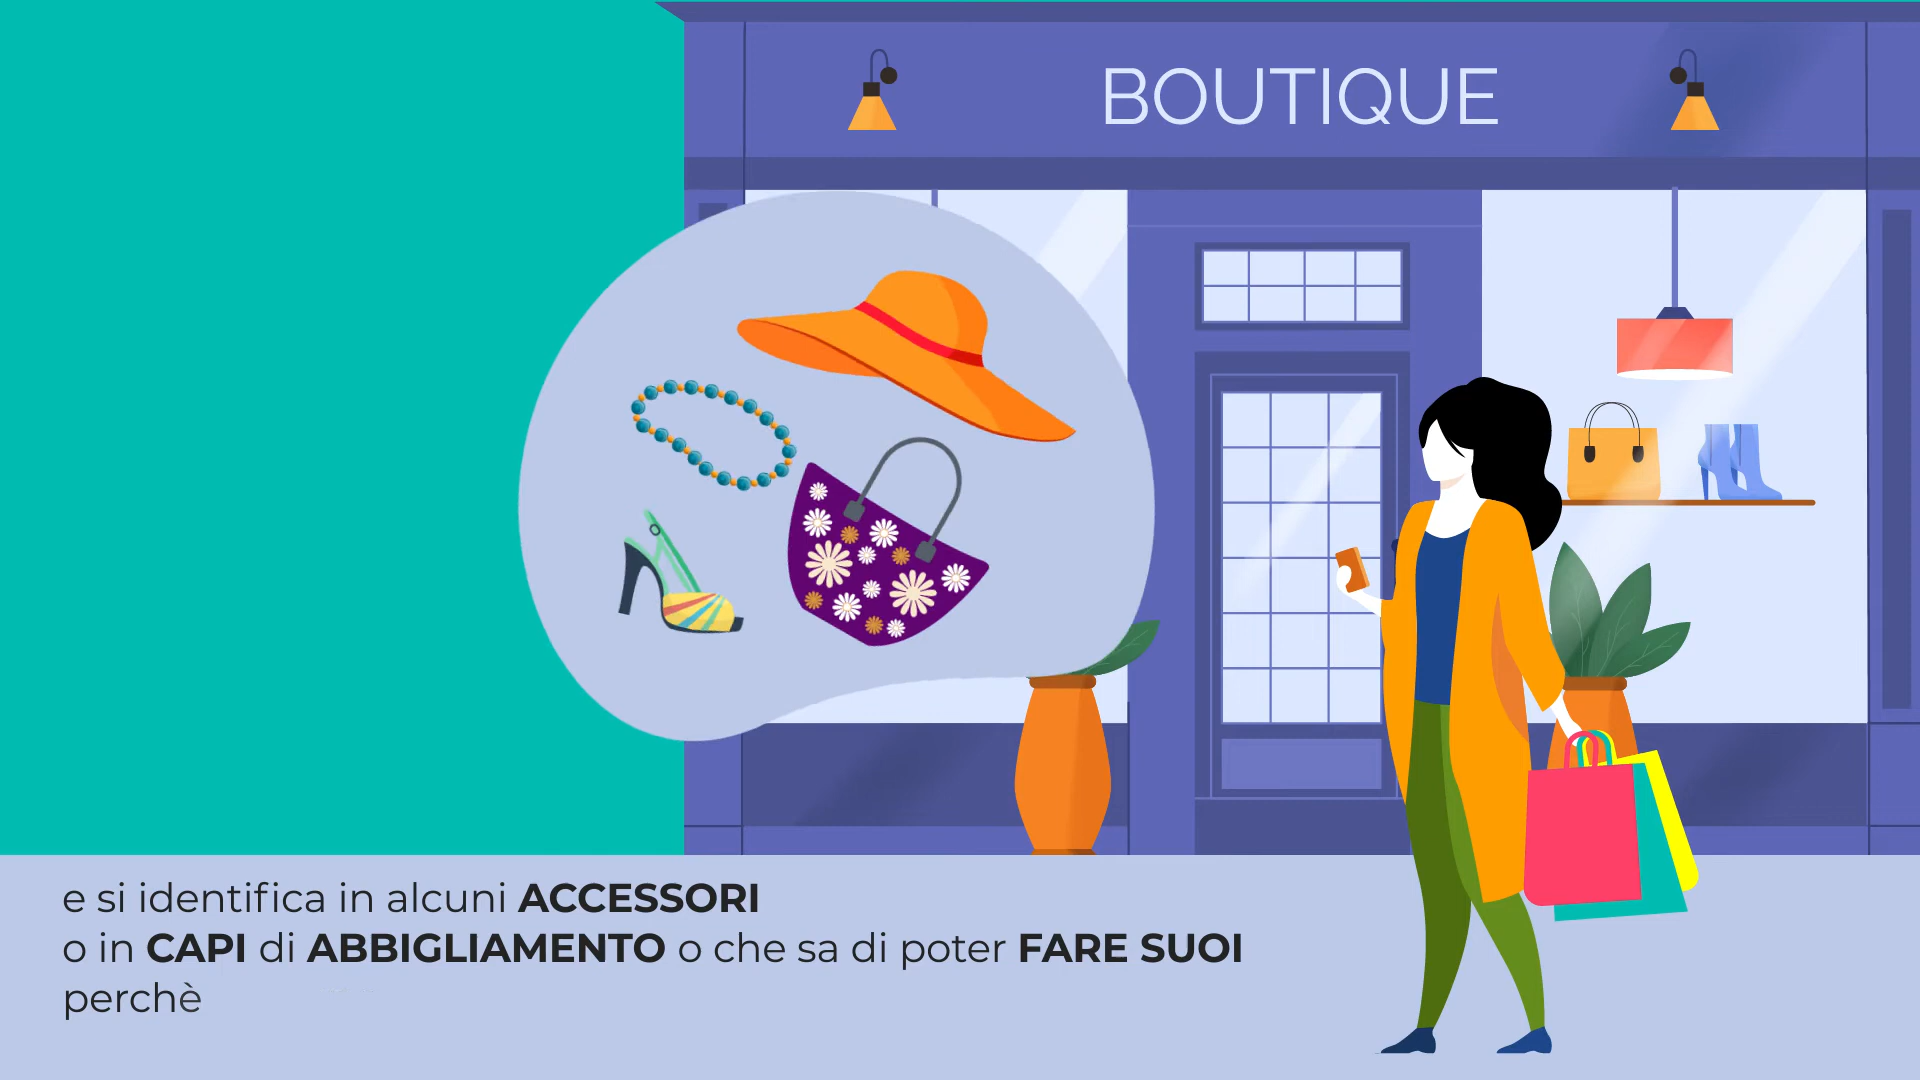 BOUTIQUE
e si identifica in alcuni ACCESSORI
o in CAPI di ABBIGLIAMENTO o che sa di poter FARE SUOI
perchè